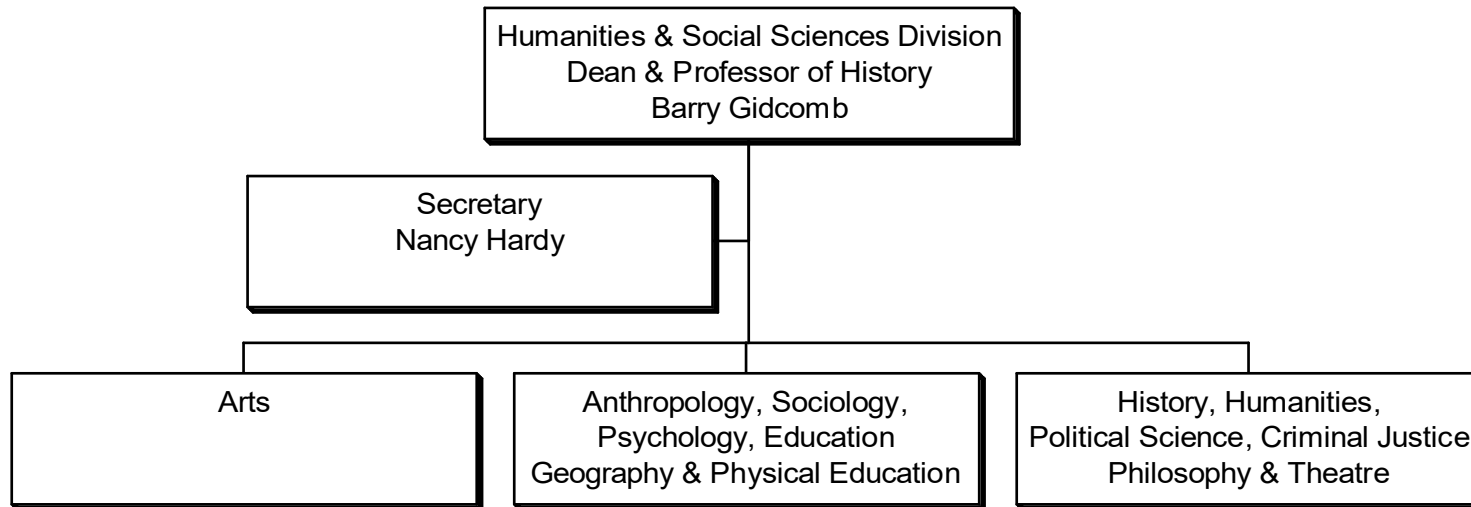 Humanities & Social Sciences Division
Dean & Professor of History
Barry Gidcomb
Secretary
Nancy Hardy
Arts
Anthropology, Sociology,
Psychology, Education
Geography & Physical Education
History, Humanities,
Political Science, Criminal Justice
Philosophy & Theatre